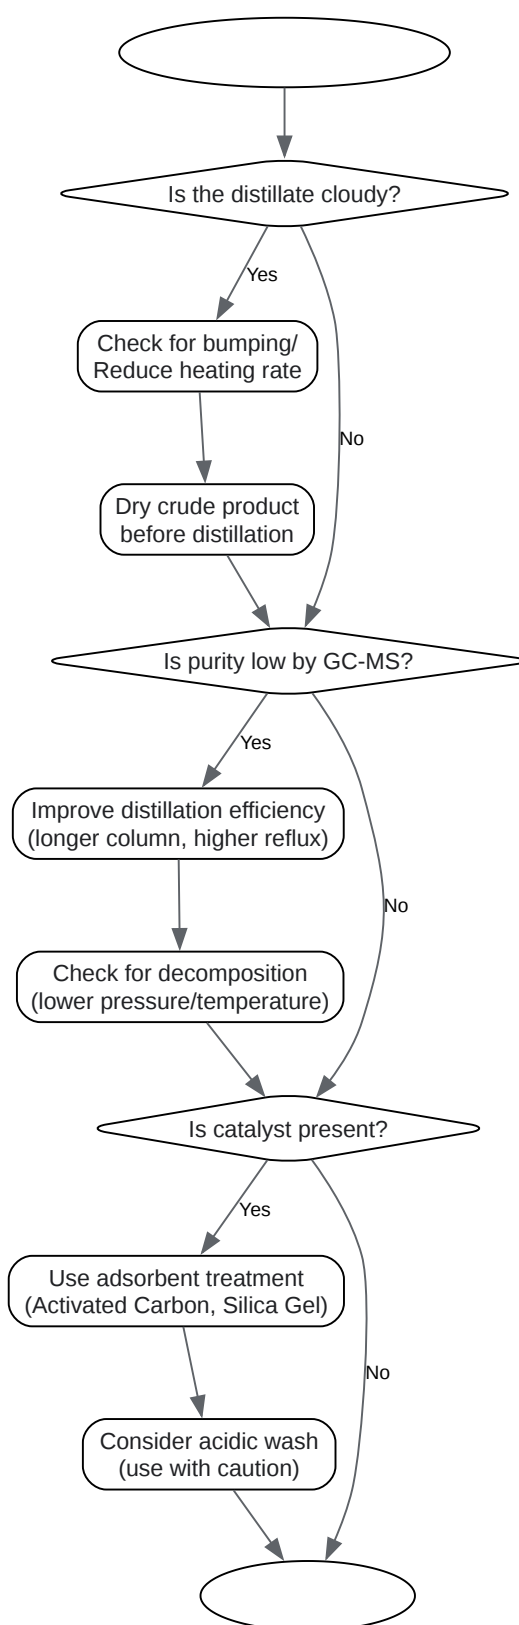 Is the distillate cloudy?
Yes
Check for bumping/
Reduce heating rate
No
Dry crude product
before distillation
Is purity low by GC-MS?
Yes
Improve distillation efficiency
(longer column, higher reflux)
No
Check for decomposition
(lower pressure/temperature)
Is catalyst present?
Yes
Use adsorbent treatment
(Activated Carbon, Silica Gel)
No
Consider acidic wash
(use with caution)